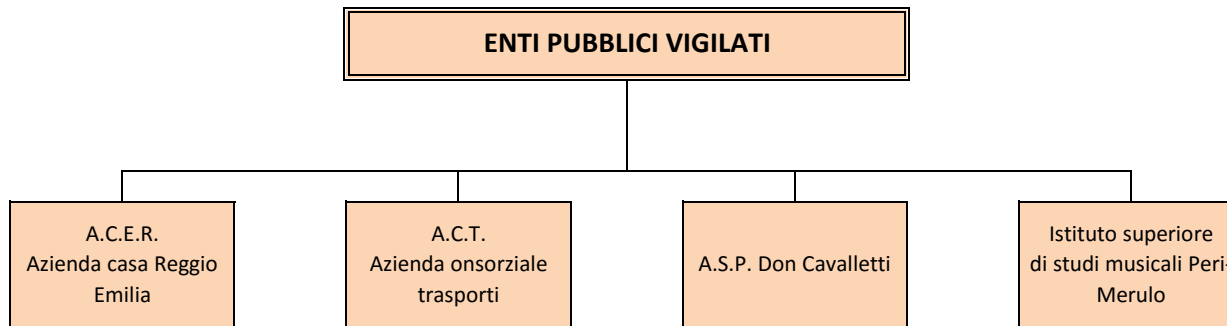 ENTI PUBBLICI VIGILATI
A.C.E.R.
Azienda casa Reggio
Emilia
A.C.T.
Azienda onsorziale
trasporti
A.S.P. Don Cavalletti
Istituto superiore
di studi musicali Peri-
Merulo